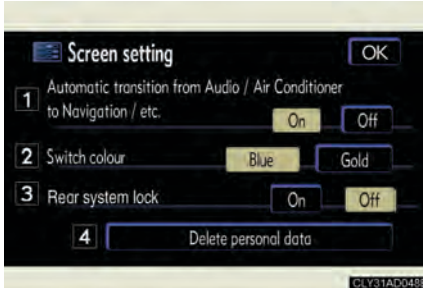 Screen setting OK
1 Automatic transition from Audio / Air Conditioner
to Navigation / etc. On Off
2 Switch colour Blue Gold
3 Rear system lock On Off
4 Delete personal data
CLY31AD048